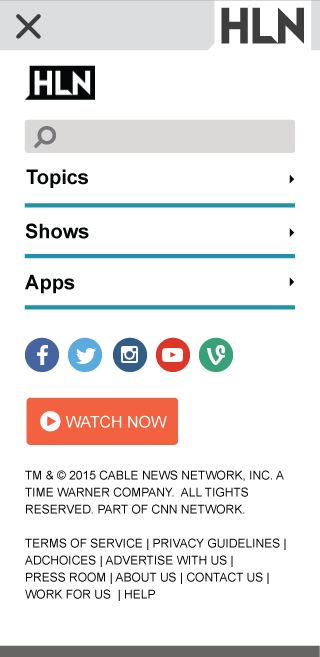 HLN
HLN
Topics
Shows
Apps
WATCH NOW
TM & © 2015 CABLE NEWS NETWORK, INC. A
TIME WARNER COMPANY.  ALL TIGHTS
RESERVED. PART OF CNN NETWORK.
TERMS OF SERVICE | PRIVACY GUIDELINES |
ADCHOICES | ADVERTISE WITH US |
PRESS ROOM | ABOUT US | CONTACT US |
WORK FOR US  | HELP